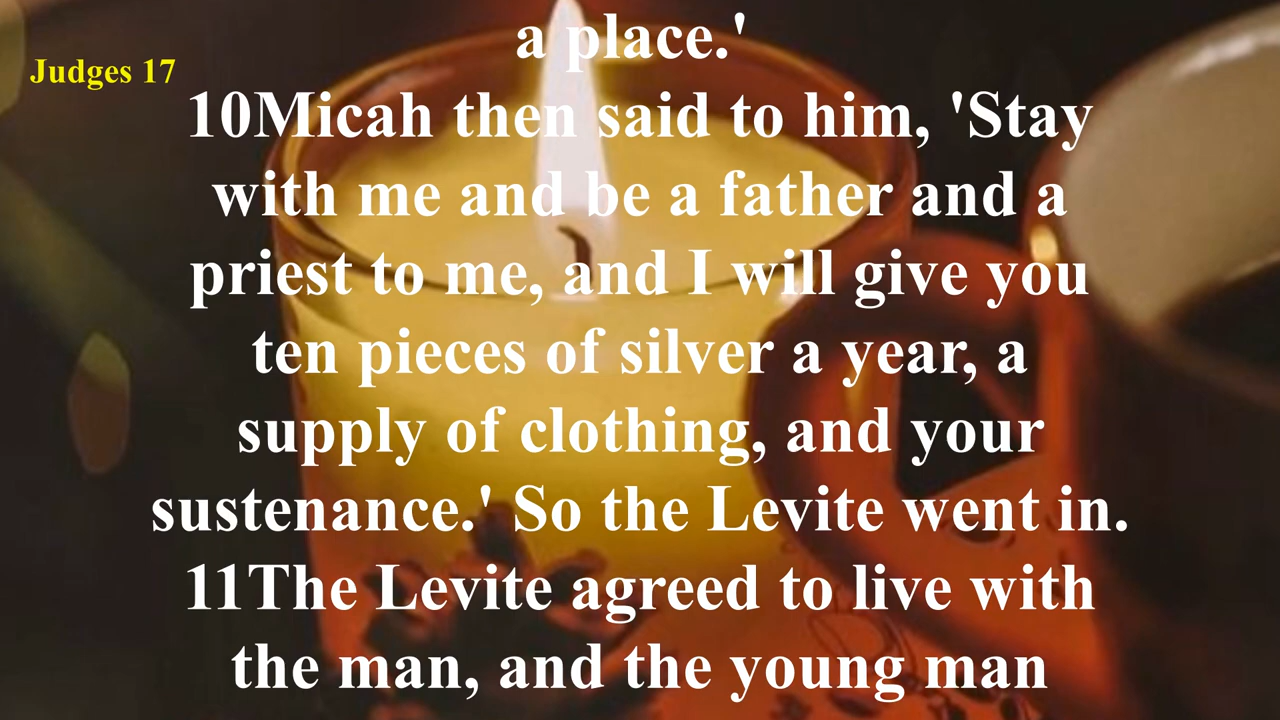 a place.'
Judges 17
10Micah then said to him, 'Stay
with me and be a father and a
priest to me, and I will give you
ten pieces of silver a year, a
supply of clothing, and your
sustenance.' So the Levite went in.
11The Levite agreed to live with
the man, and the young man